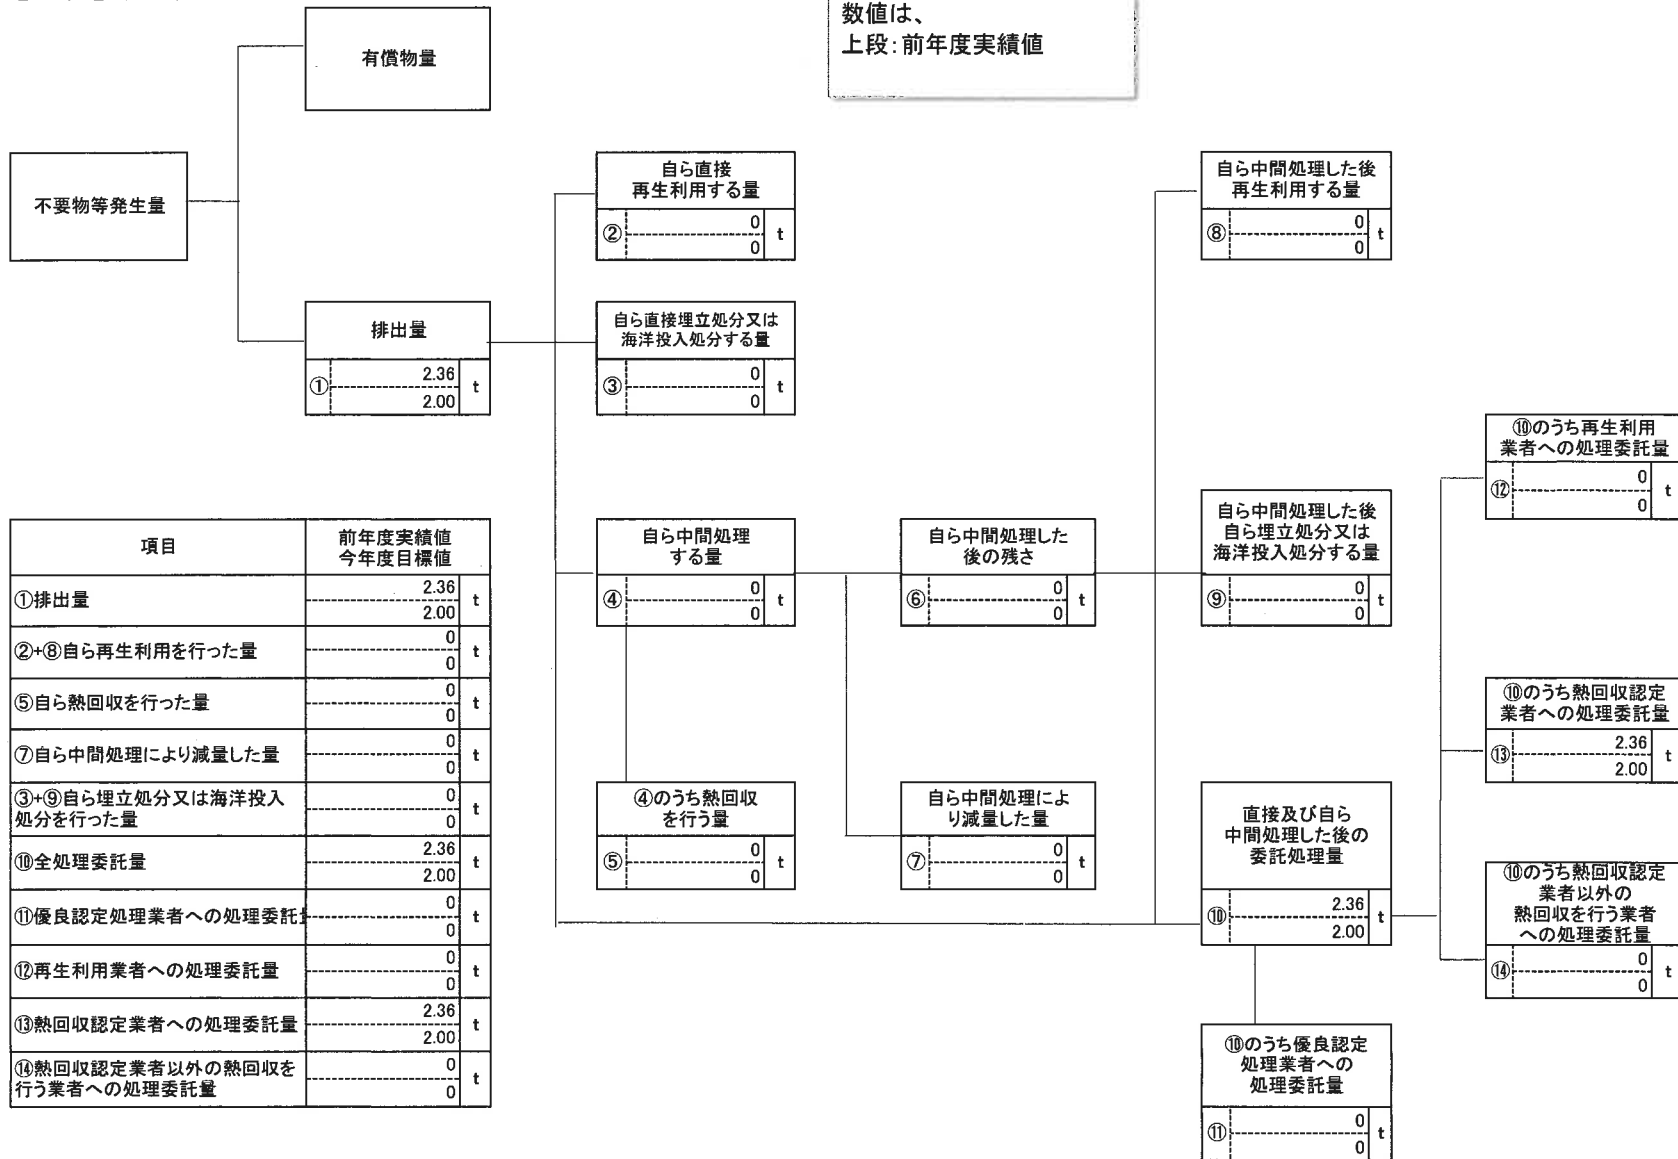 数値は、
上段:前年度実績値
有償物量
不要物等発生量
排出量
① 2.36 t
2.00
自ら直接
再生利用する量
② 0 t
0
自ら直接埋立処分又は
海洋投入処分する量
③ 0 t
0
自ら中間処理した後
再生利用する量
⑧ 0 t
0
自ら中間処理
する量
④ 0 t
0
自ら中間処理した
後の残さ
⑥ 0 t
0
自ら中間処理した後
自ら埋立処分又は
海洋投入処分する量
⑨ 0 t
0
⑩のうち再生利用
業者への処理委託量
⑫ 0 t
0
④のうち熱回収
を行う量
⑤ 0 t
0
自ら中間処理によ
り減量した量
⑦ 0 t
0
直接及び自ら
中間処理した後の
委託処理量
⑩ 2.36 t
2.00
⑩のうち熱回収認定
業者への処理委託量
⑬ 2.36 t
2.00
⑩のうち熱回収認定
業者以外の
熱回収を行う業者
への処理委託量
⑭ 0 t
0
⑩のうち優良認定
処理業者への
処理委託量
⑪ 0 t
0
項目 前年度実績値
今年度目標値
①排出量 2.36 t
2.00
②+⑧自ら再生利用を行った量 0 t
0
⑤自ら熱回収を行った量 0 t
0
⑦自ら中間処理により減量した量 0 t
0
③+⑨自ら埋立処分又は海洋投入 0 t
処分を行った量 0
⑩全処理委託量 2.36 t
2.00
⑪優良認定処理業者への処理委託 0 t
0
⑫再生利用業者への処理委託量 0 t
0
⑬熱回収認定業者への処理委託量 2.36 t
2.00
⑭熱回収認定業者以外の熱回収を 0 t
行う業者への処理委託量 0